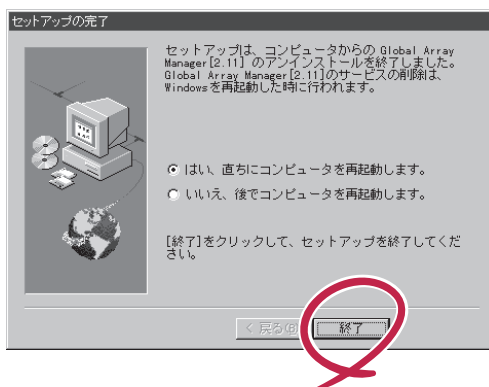 セットアップの完了
セットアップは、コンピュータからの Global Array
Manager[2.11] のアンインストールを終了しました。
Global Array Manager[2.11]のサービスの削除は、
Windowsを再起動した時に行われます。
はい、直ちにコンピュータを再起動します。
いいえ、後でコンピュータを再起動します。
[終了]をクリックして、セットアップを終了してくだ
さい。
< 戻る(B) 終了